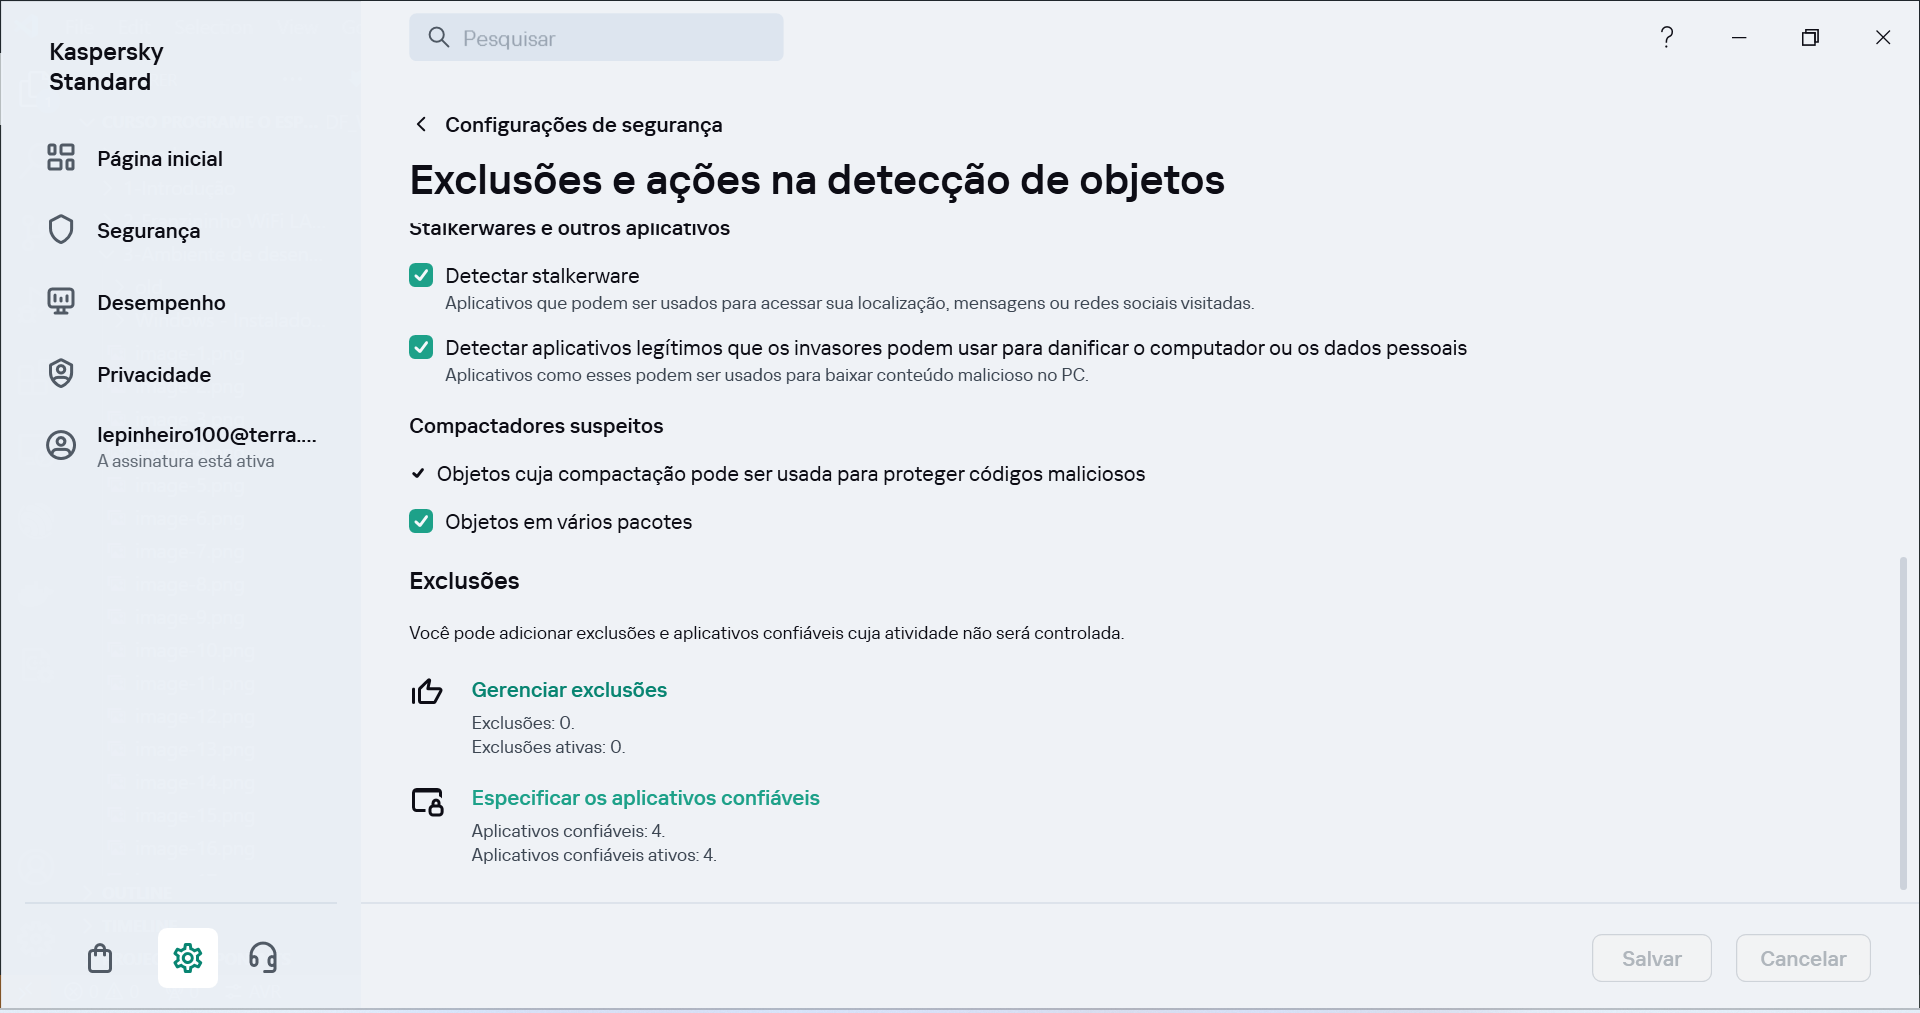 Kaspersky
Standard
Página inicial
Segurança
Desempenho
Privacidade
lepinheiro100@terra....
A assinatura está ativa
Pesquisar
?
Configurações de segurança
Exclusões e ações na detecção de objetos
Stalkerwares e outros aplicativos
Detectar stalkerware
Aplicativos que podem ser usados para acessar sua localização, mensagens ou redes sociais visitadas.
Detectar aplicativos legítimos que os invasores podem usar para danificar o computador ou os dados pessoais
Aplicativos como esses podem ser usados para baixar conteúdo malicioso no PC.
Compactadores suspeitos
Objetos cuja compactação pode ser usada para proteger códigos maliciosos
Objetos em vários pacotes
Exclusões
Você pode adicionar exclusões e aplicativos confiáveis cuja atividade não será controlada.
Gerenciar exclusões
Exclusões: 0.
Exclusões ativas: 0.
Especificar os aplicativos confiáveis
Aplicativos confiáveis: 4.
Aplicativos confiáveis ativos: 4.
Salvar
Cancelar